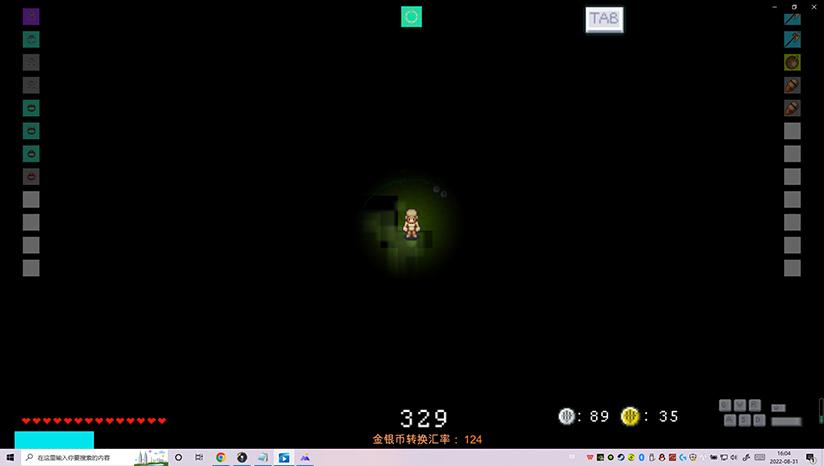 TAB
329
: 89
: 35
金银币转换汇率： 124
Q W R
A S D
在这里输入你要搜索的内容
16:04
2022-08-31